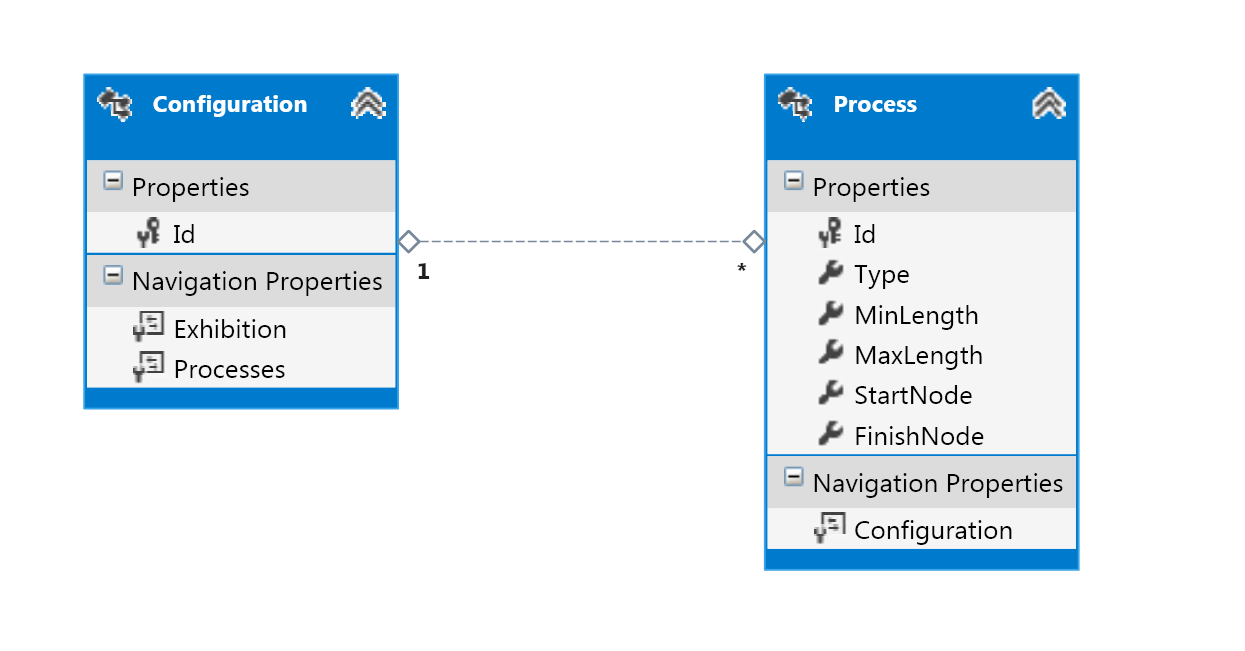 Configuration
Properties
Id
Navigation Properties
Exhibition
Processes
1
*
Process
Properties
Id
Type
MinLength
MaxLength
StartNode
FinishNode
Navigation Properties
Configuration